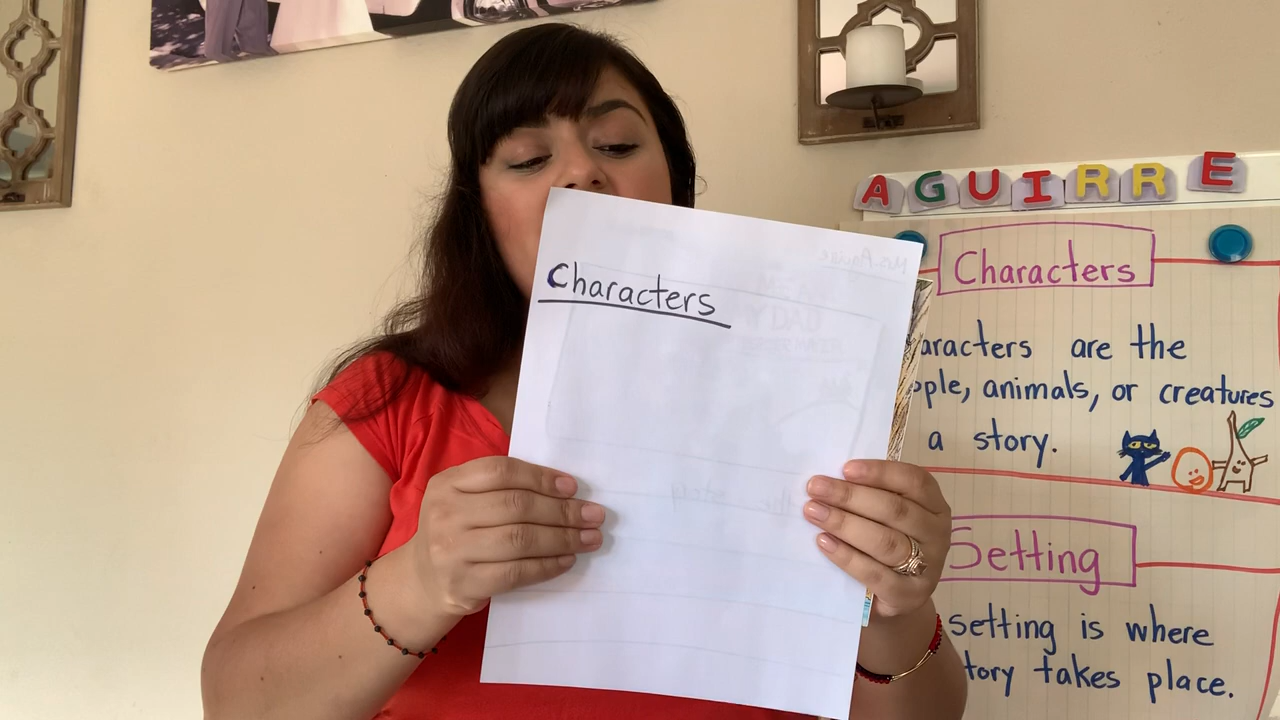 AGUIRRE
Characters
Characters
aracters are the
ople, animals, or creatures
a story.
Setting
setting is where
tory takes place.